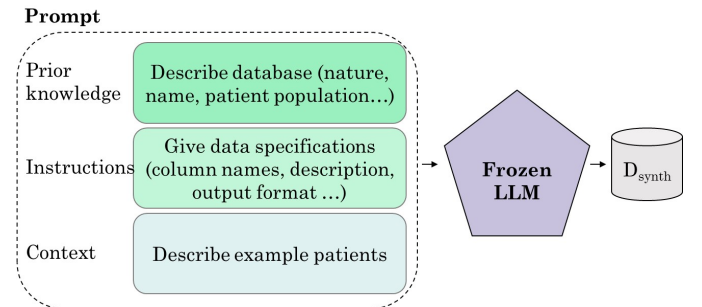 Prompt
Prior
knowledge
Describe database (nature,
name, patient population…)
Instructions
Give data specifications
(column names, description,
output format …)
Context
Describe example patients
Frozen
LLM
D_synth